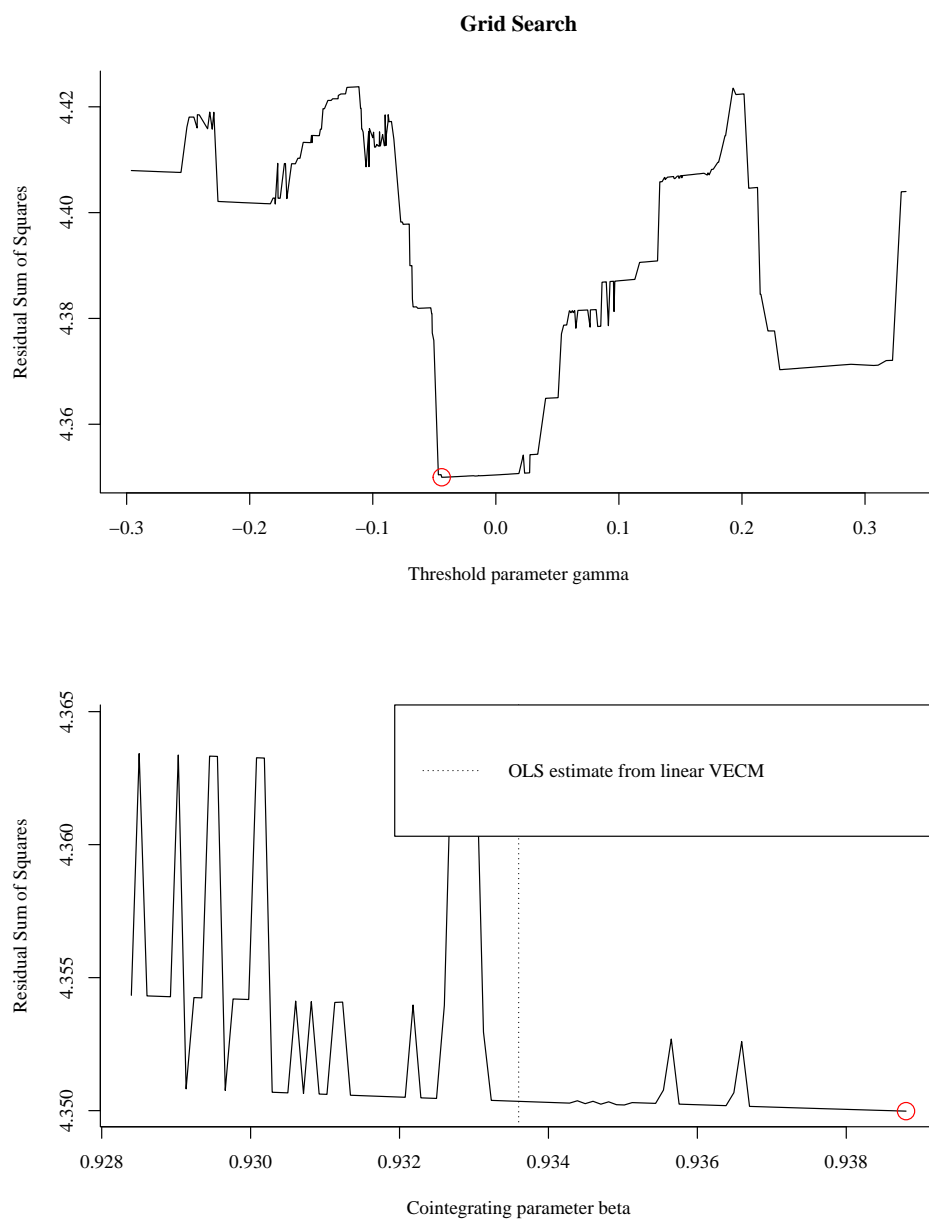 Grid Search
4.42
4.40
4.38
4.36
Residual Sum of Squares
−0.3 −0.2 −0.1 0.0 0.1 0.2 0.3
Threshold parameter gamma
4.365
4.360
4.355
4.350
Residual Sum of Squares
OLS estimate from linear VECM
0.928 0.930 0.932 0.934 0.936 0.938
Cointegrating parameter beta